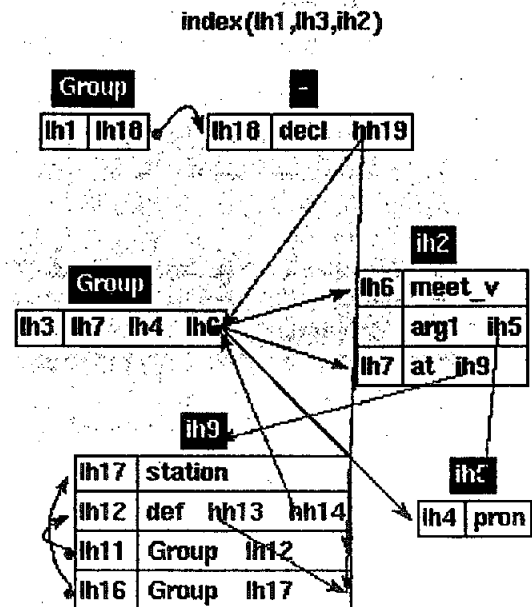 index(lh1,lh3,ih2)
Group
-
lh1 lh18
lh18 decl hh19
ih2
Group
lh6 meet_v
lh3 lh7 lh4 lh6
arg1 ih5
lh7 at ih9
ih9
ih5
lh17 station
lh12 def hh13 hh14
lh4 pron
lh11 Group lh12
lh16 Group lh17